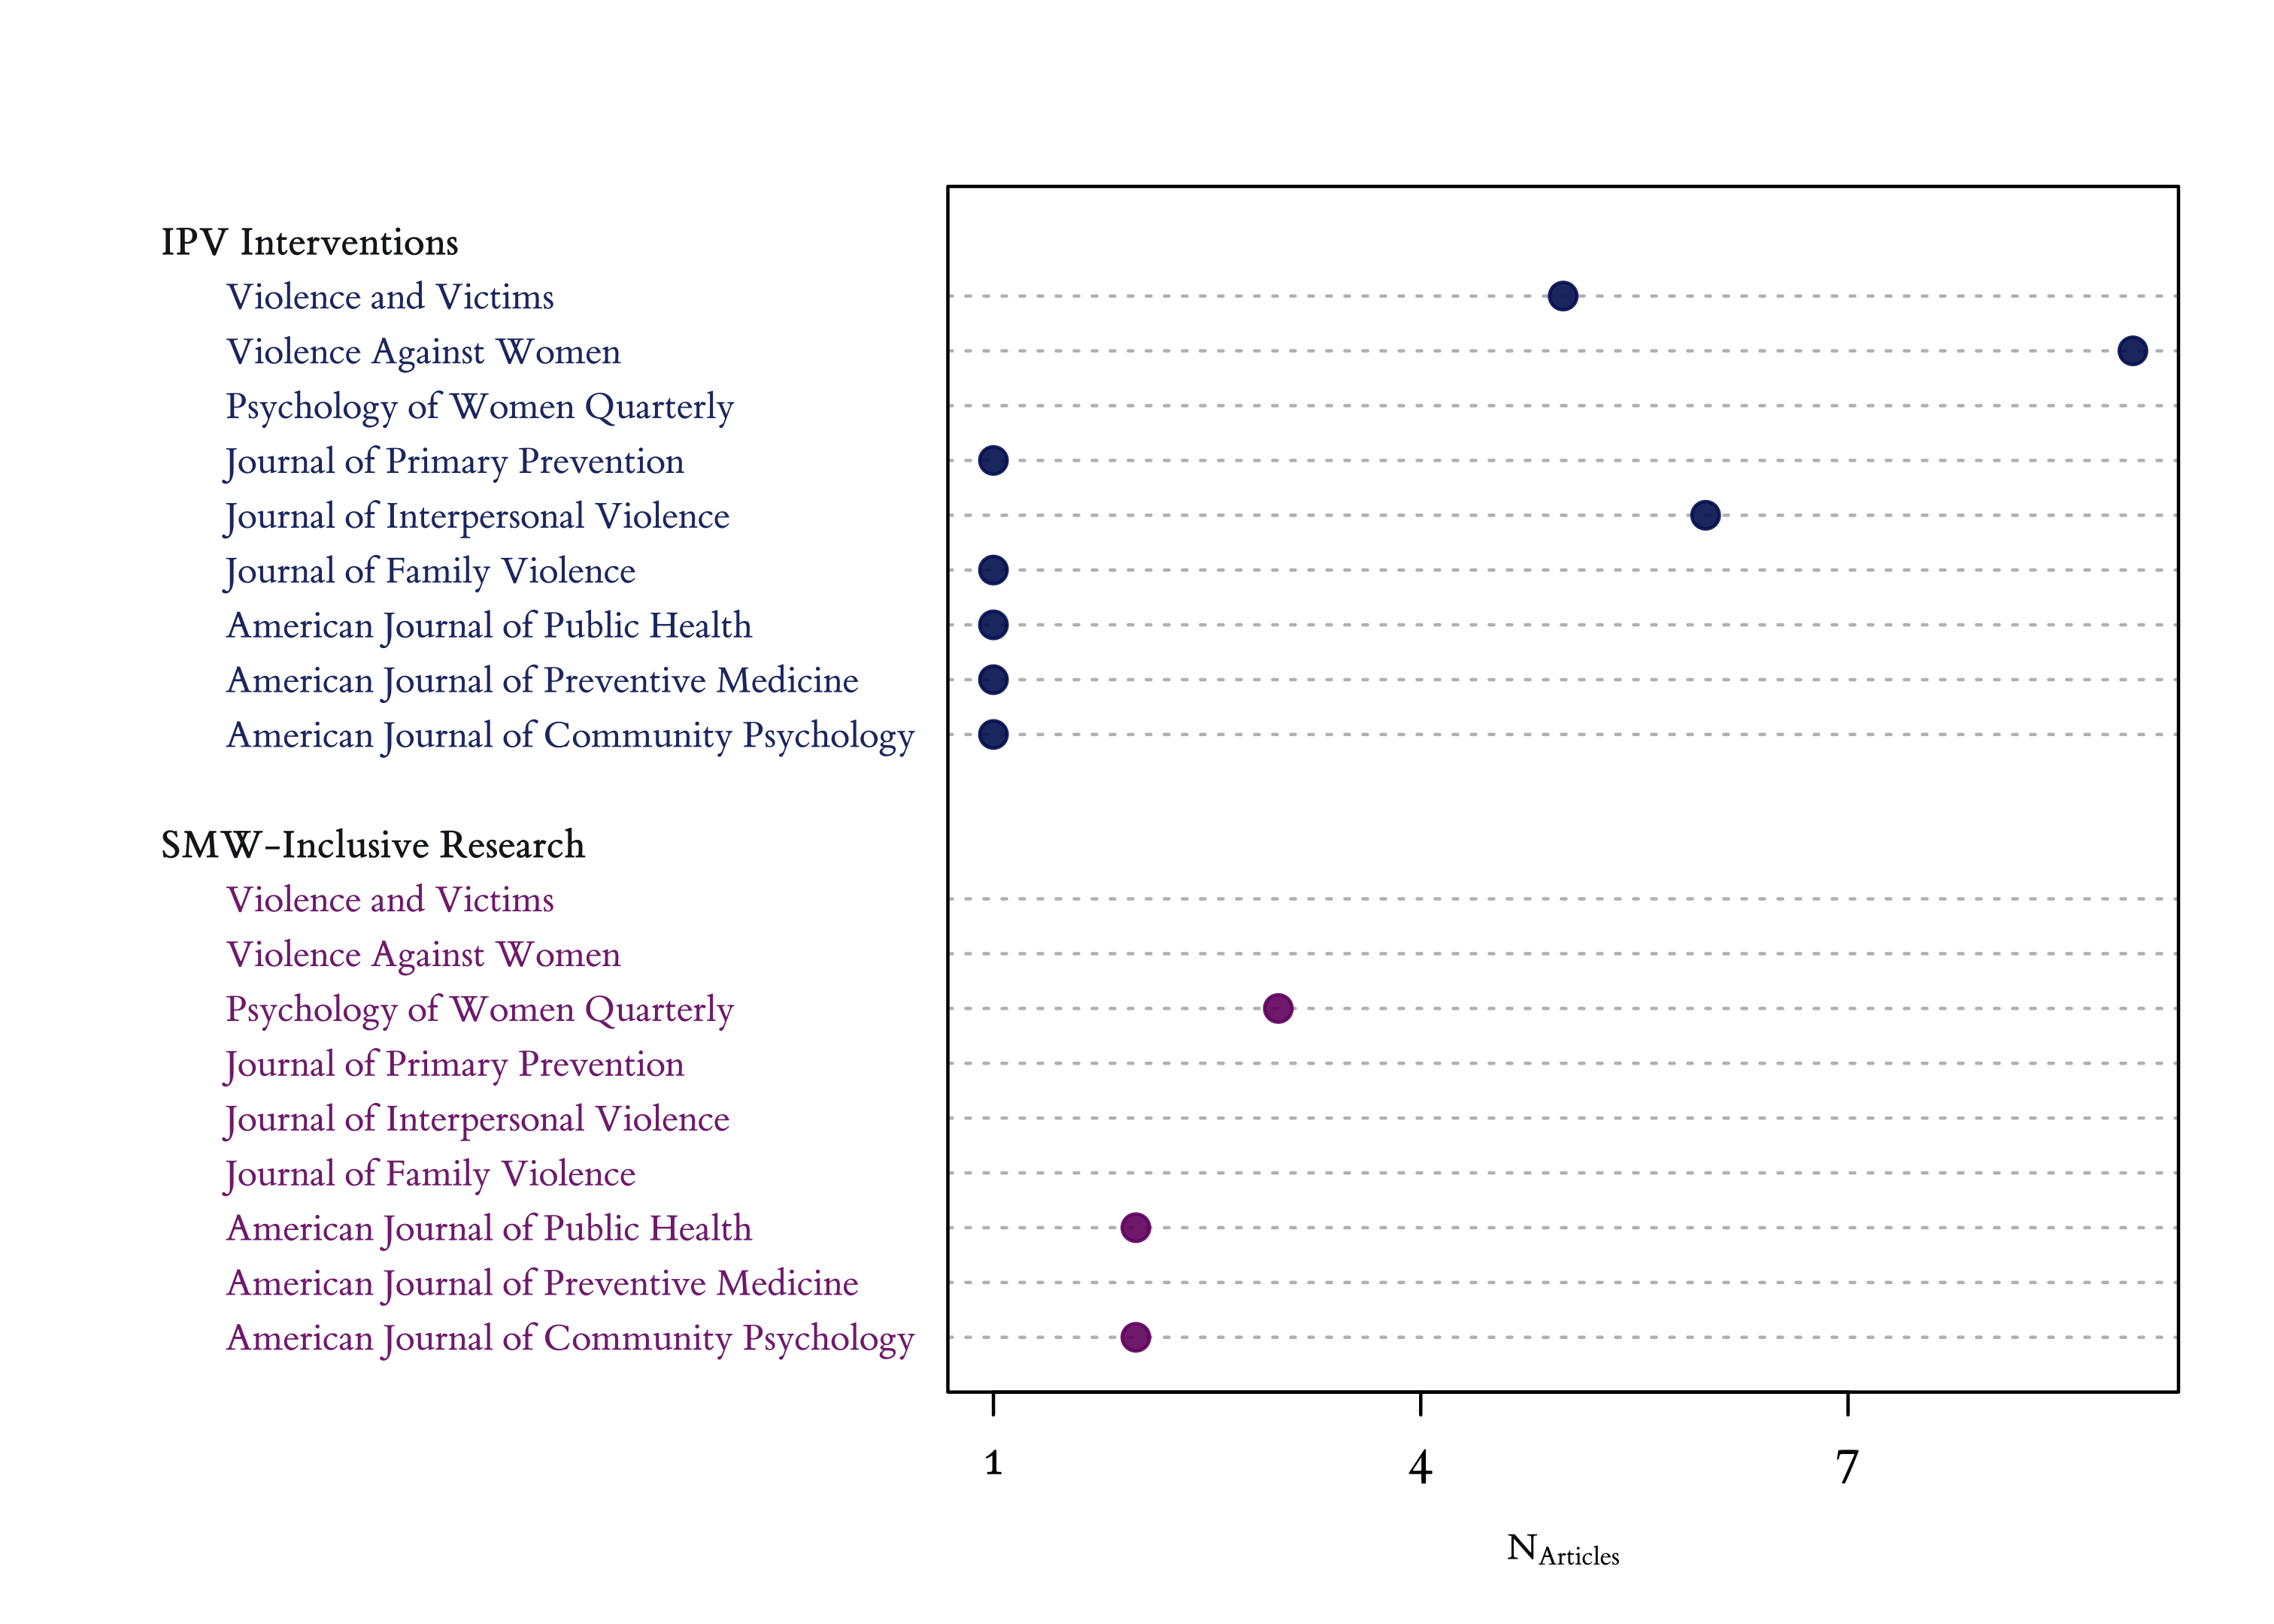 IPV Interventions
Violence and Victims
Violence Against Women
Psychology of Women Quarterly
Journal of Primary Prevention
Journal of Interpersonal Violence
Journal of Family Violence
American Journal of Public Health
American Journal of Preventive Medicine
American Journal of Community Psychology
SMW-Inclusive Research
Violence and Victims
Violence Against Women
Psychology of Women Quarterly
Journal of Primary Prevention
Journal of Interpersonal Violence
Journal of Family Violence
American Journal of Public Health
American Journal of Preventive Medicine
American Journal of Community Psychology
1 4 7
N Articles